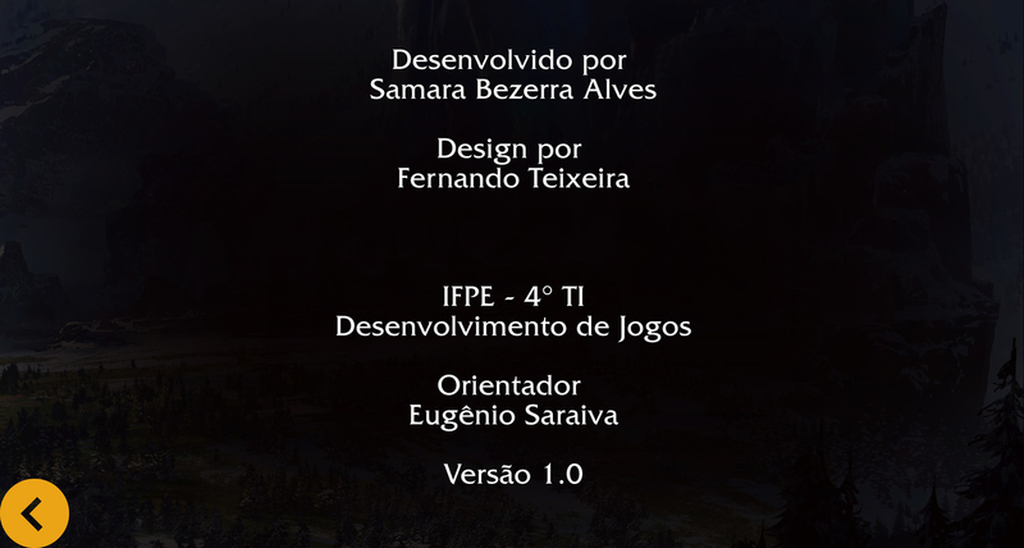 Desenvolvido por
Samara Bezerra Alves
Design por
Fernando Teixeira
IFPE - 4° TI
Desenvolvimento de Jogos
Orientador
Eugênio Saraiva
Versão 1.0